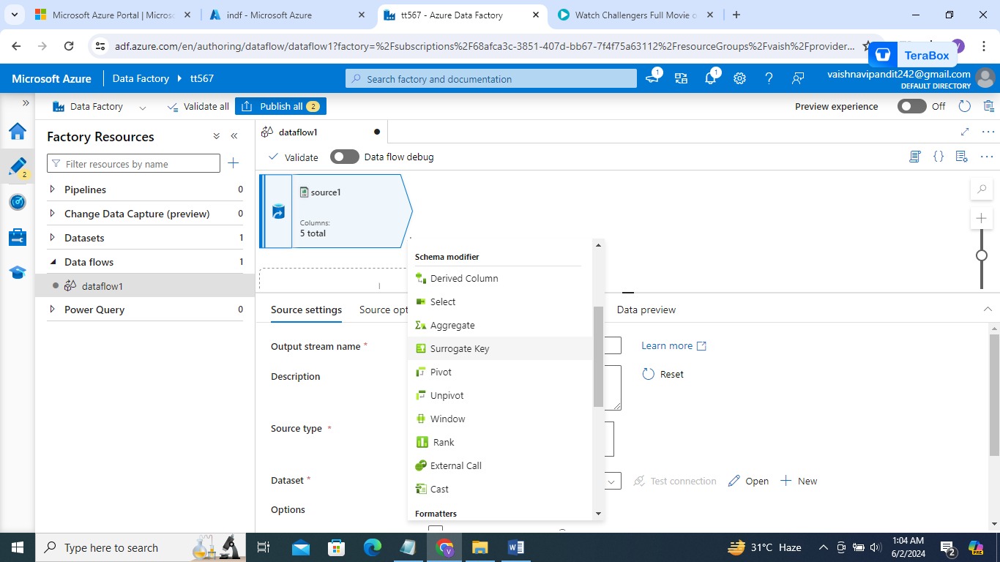 Microsoft Azure Portal | Micros
indf - Microsoft Azure
tt567 - Azure Data Factory
Watch Challengers Full Movie o
adf.azure.com/en/authoring/dataflow/dataflow1?factory=%2Fsubscriptions%2F68afca3c-3851-407d-bb67-7f4f75a63112%2FresourceGroups%2Fvaish%2Fprovider...
V
TeraBox
Microsoft Azure
Data Factory
tt567
Search factory and documentation
1
1
vaishnavipandit242@gmail.com
DEFAULT DIRECTORY
Data Factory
Validate all
Publish all
2
Preview experience
Off
Factory Resources
Filter resources by name
2
Pipelines
0
Change Data Capture (preview)
0
Datasets
1
Data flows
1
dataflow1
Power Query
0
dataflow1
Validate
Data flow debug
source1
Columns:
5 total
Schema modifier
Derived Column
Select
Aggregate
Surrogate Key
Pivot
Unpivot
Window
Rank
External Call
Cast
Formatters
Source settings
Source opt
Data preview
Output stream name *
Learn more
Description
Reset
Source type *
Dataset *
Test connection
Open
New
Options
Type here to search
31°C Haze
1:04 AM
6/2/2024
2
PRE